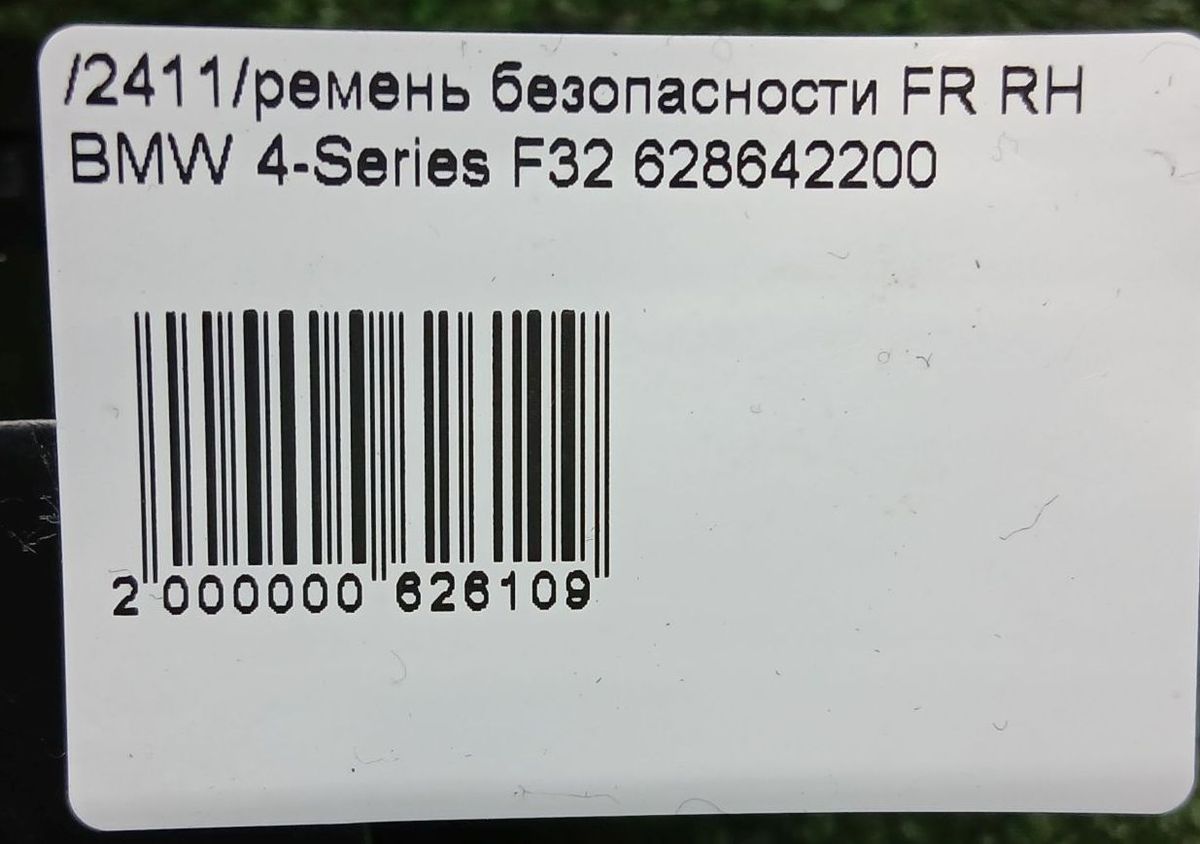 /2411/ремень безопасности FR RH
BMW 4-Series F32 628642200
2 000000 626109